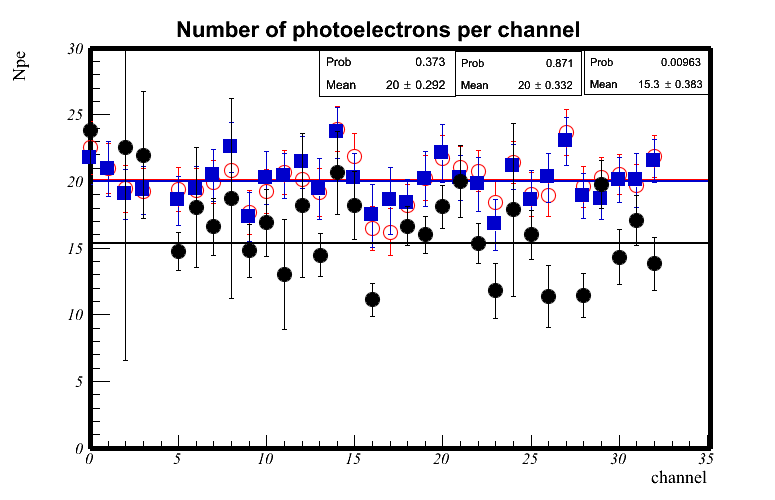 Number of photoelectrons per channel
Npe
Prob 0.373
Mean 20 ± 0.292
Prob 0.871
Mean 20 ± 0.332
Prob 0.00963
Mean 15.3 ± 0.383
30
25
20
15
10
5
0
0 5 10 15 20 25 30 35
channel